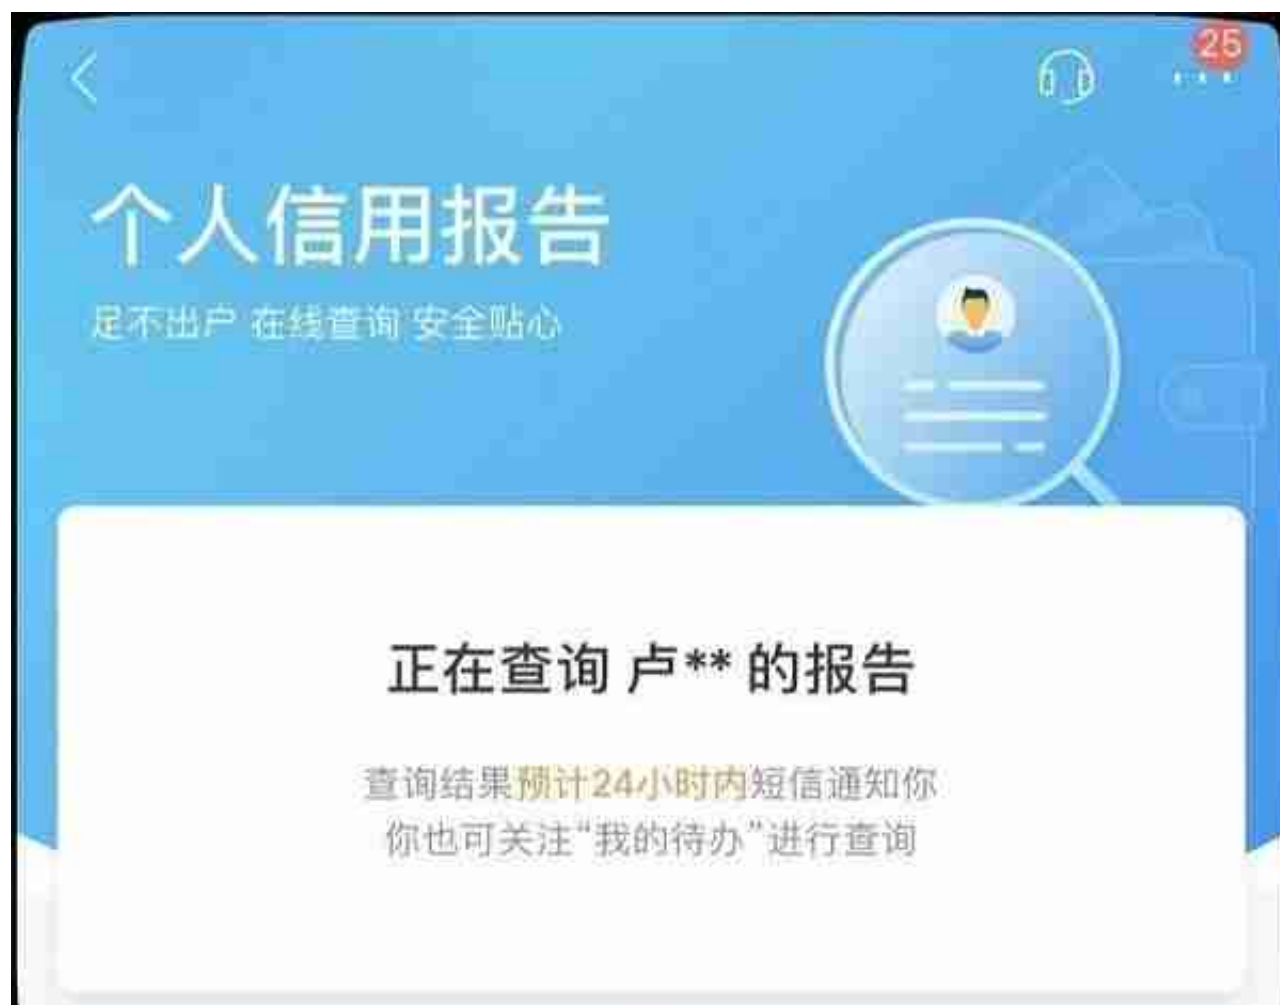 25
个人信用报告
足不出户 在线查询 安全贴心
正在查询 卢** 的报告
查询结果预计24小时内短信通知你
你也可关注“我的待办”进行查询